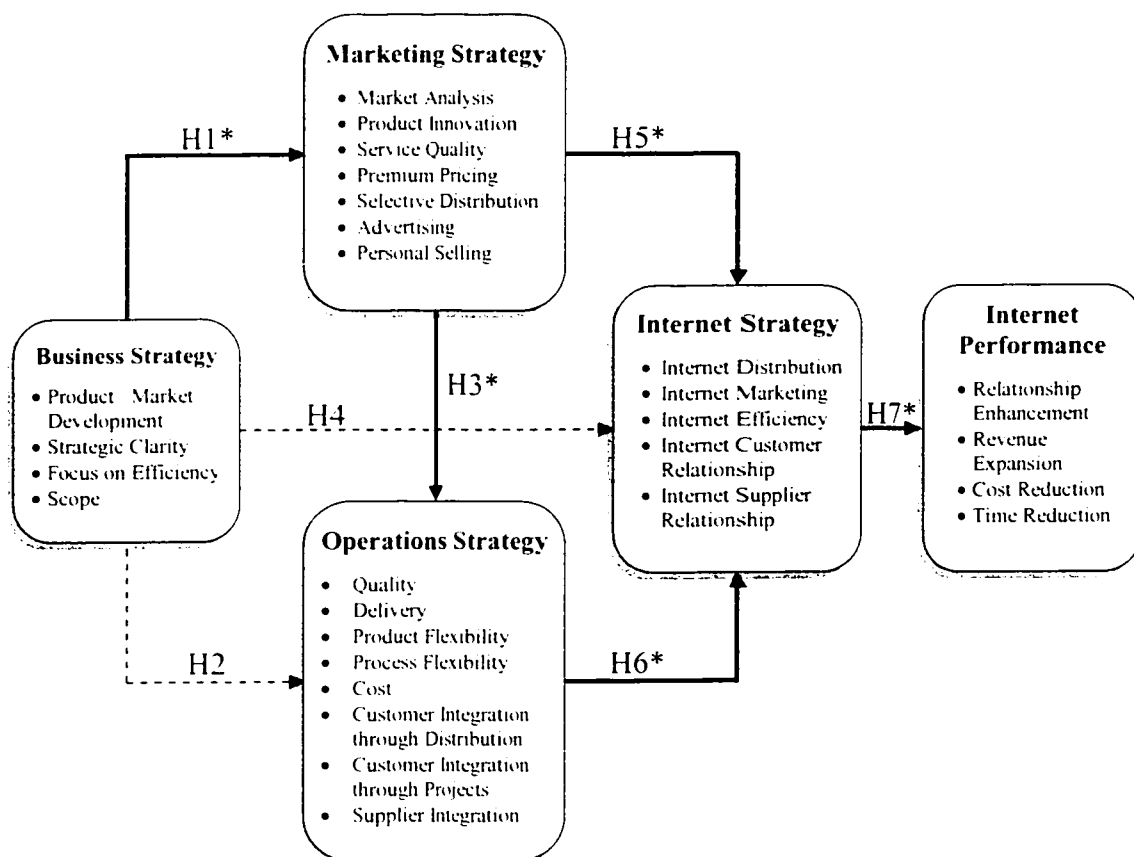 Marketing Strategy
• Market Analysis
• Product Innovation
• Service Quality
• Premium Pricing
• Selective Distribution
• Advertising
• Personal Selling
H1*
H5*
Business Strategy
• Product Market
Development
• Strategic Clarity
• Focus on Efficiency
• Scope
H3*
H4
Internet Strategy
• Internet Distribution
• Internet Marketing
• Internet Efficiency
• Internet Customer
Relationship
• Internet Supplier
Relationship
H7*
Internet
Performance
• Relationship
Enhancement
• Revenue
Expansion
• Cost Reduction
• Time Reduction
H2
Operations Strategy
• Quality
• Delivery
• Product Flexibility
• Process Flexibility
• Cost
• Customer Integration
through Distribution
• Customer Integration
through Projects
• Supplier Integration
H6*